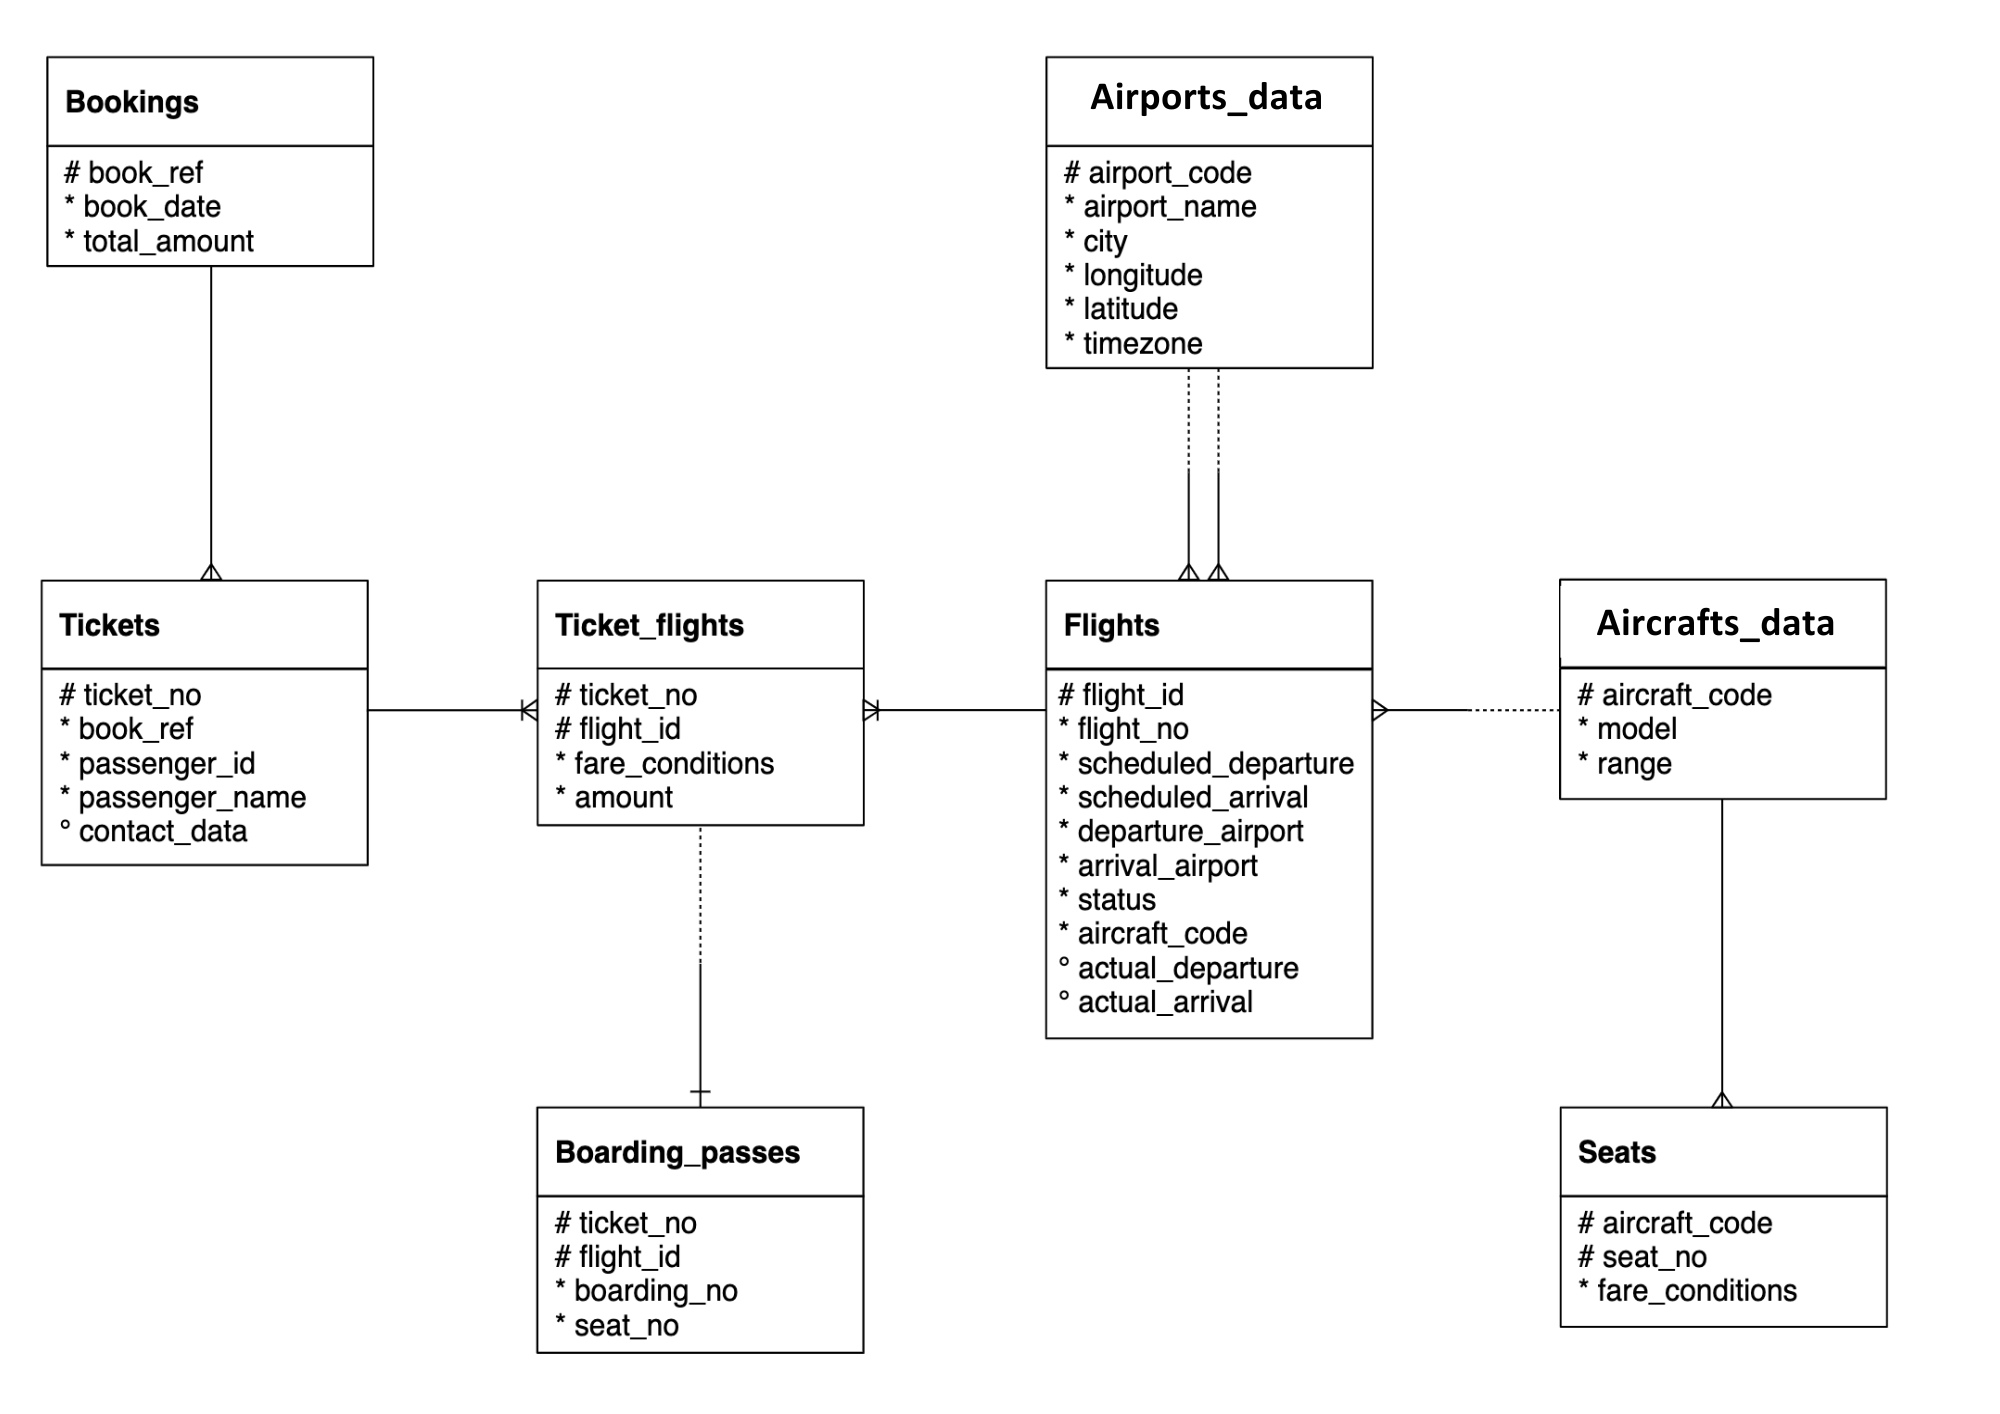 Bookings
# book_ref
* book_date
* total_amount
Airports_data
# airport_code
* airport_name
* city
* longitude
* latitude
* timezone
Tickets
# ticket_no
* book_ref
* passenger_id
* passenger_name
° contact_data
Ticket_flights
# ticket_no
# flight_id
* fare_conditions
* amount
Flights
# flight_id
* flight_no
* scheduled_departure
* scheduled_arrival
* departure_airport
* arrival_airport
* status
* aircraft_code
° actual_departure
° actual_arrival
Aircrafts_data
# aircraft_code
* model
* range
Boarding_passes
# ticket_no
# flight_id
* boarding_no
* seat_no
Seats
# aircraft_code
# seat_no
* fare_conditions